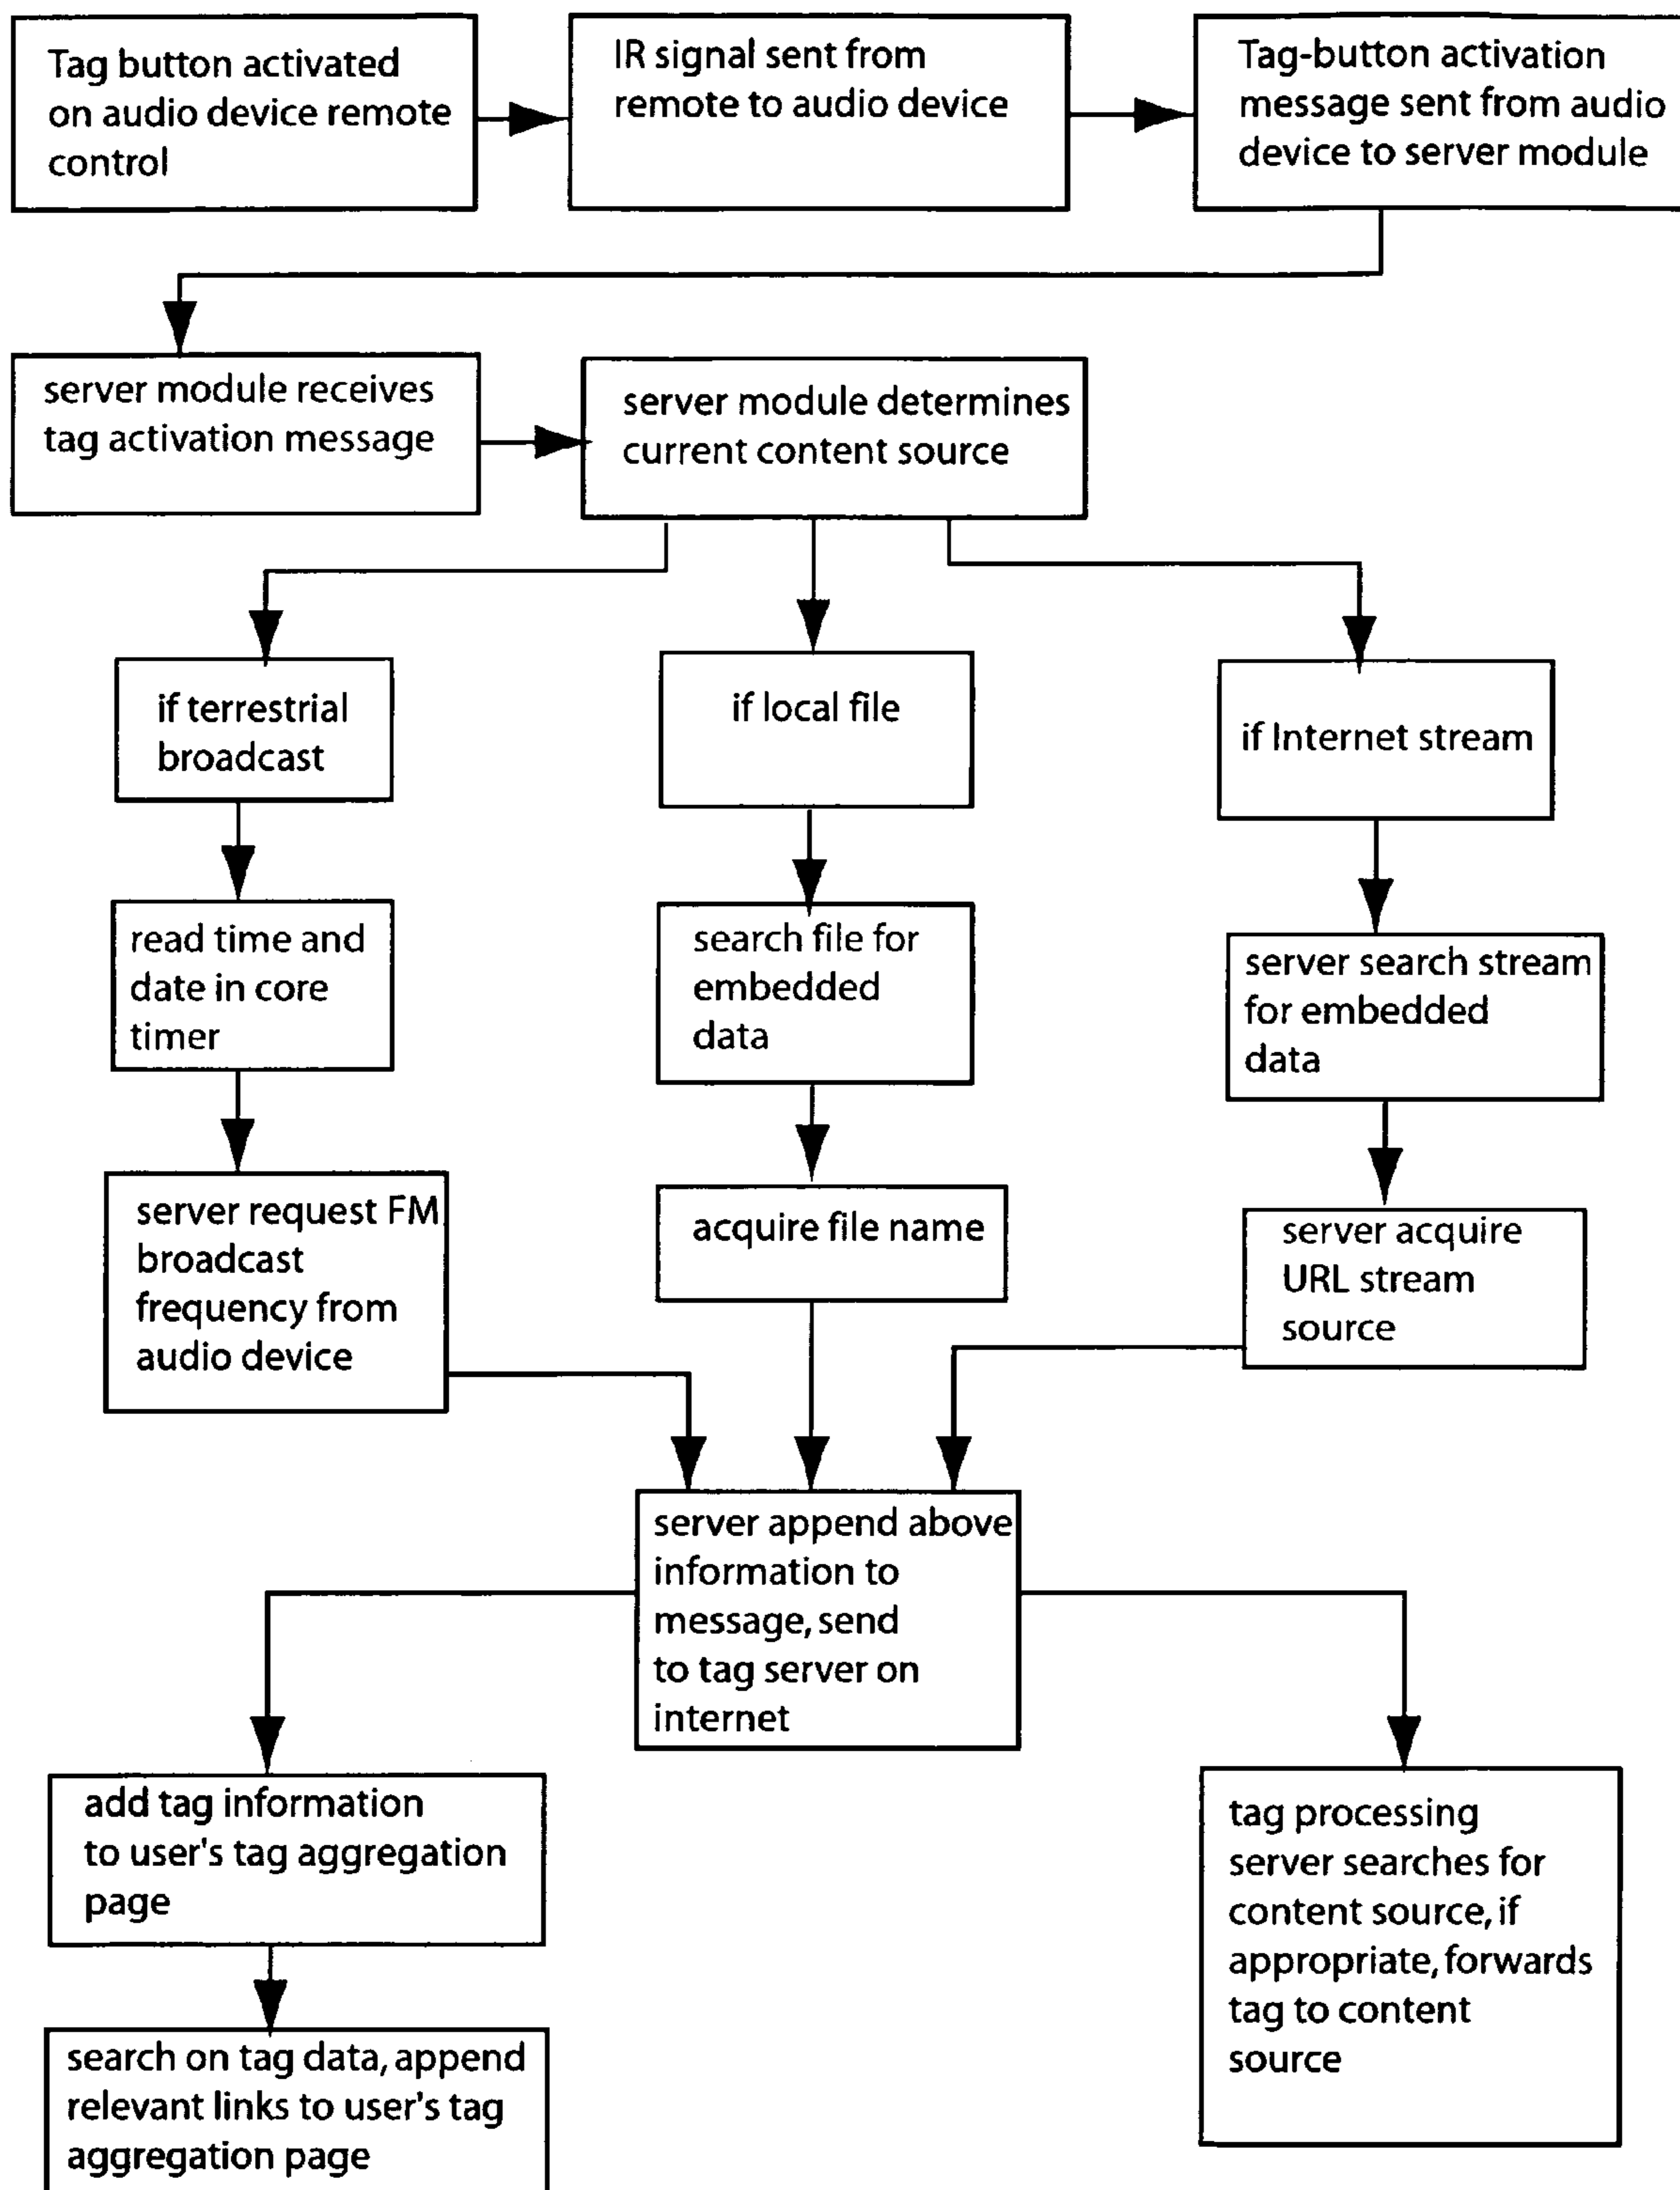 Tag button activated
on audio device remote
control
IR signal sent from
remote to audio device
Tag-button activation
message sent from audio
device to server module
server module receives
tag activation message
server module determines
current content source
if terrestrial
broadcast
if local file
if Internet stream
read time and
date in core
timer
search file for
embedded
data
server search stream
for embedded
data
server request FM
broadcast
frequency from
audio device
acquire file name
server acquire
URL stream
source
server append above
information to
message, send
to tag server on
internet
add tag information
to user's tag aggregation
page
tag processing
server searches for
content source, if
appropriate, forwards
tag to content
source
search on tag data, append
relevant links to user's tag
aggregation page